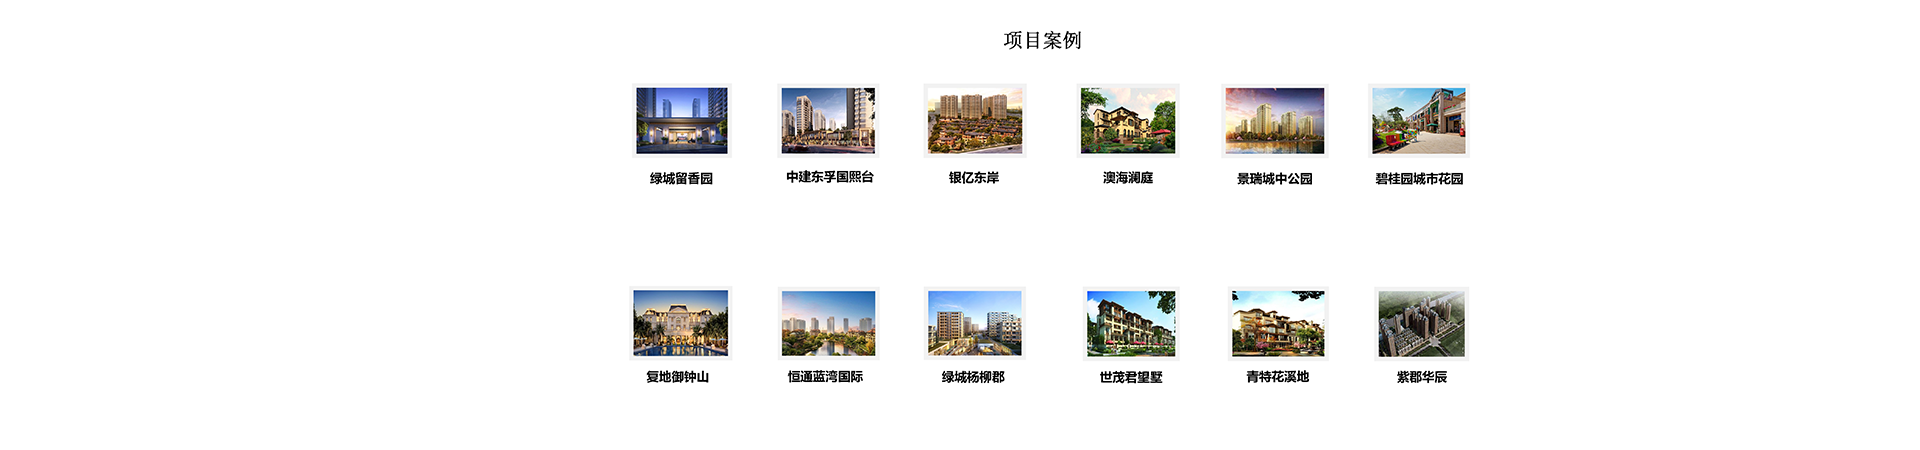 项目案例
绿城留香园
中建东孚国熙台
银亿东岸
澳海澜庭
景瑞城中公园
碧桂园城市花园
复地御钟山
恒通蓝湾国际
绿城杨柳郡
世茂君望墅
青特花溪地
紫郡华辰